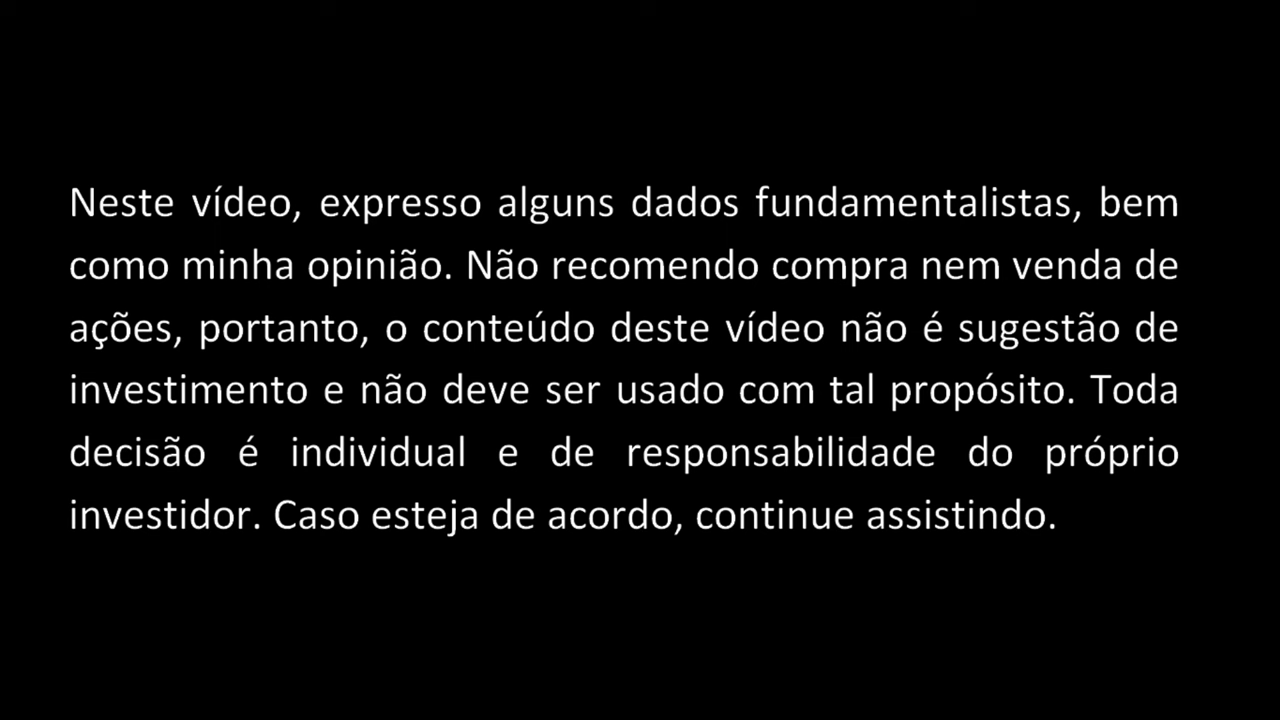 Neste vídeo, expresso alguns dados fundamentalistas, bem
como minha opinião. Não recomendo compra nem venda de
ações, portanto, o conteúdo deste vídeo não é sugestão de
investimento e não deve ser usado com tal propósito. Toda
decisão é individual e de responsabilidade do próprio
investidor. Caso esteja de acordo, continue assistindo.